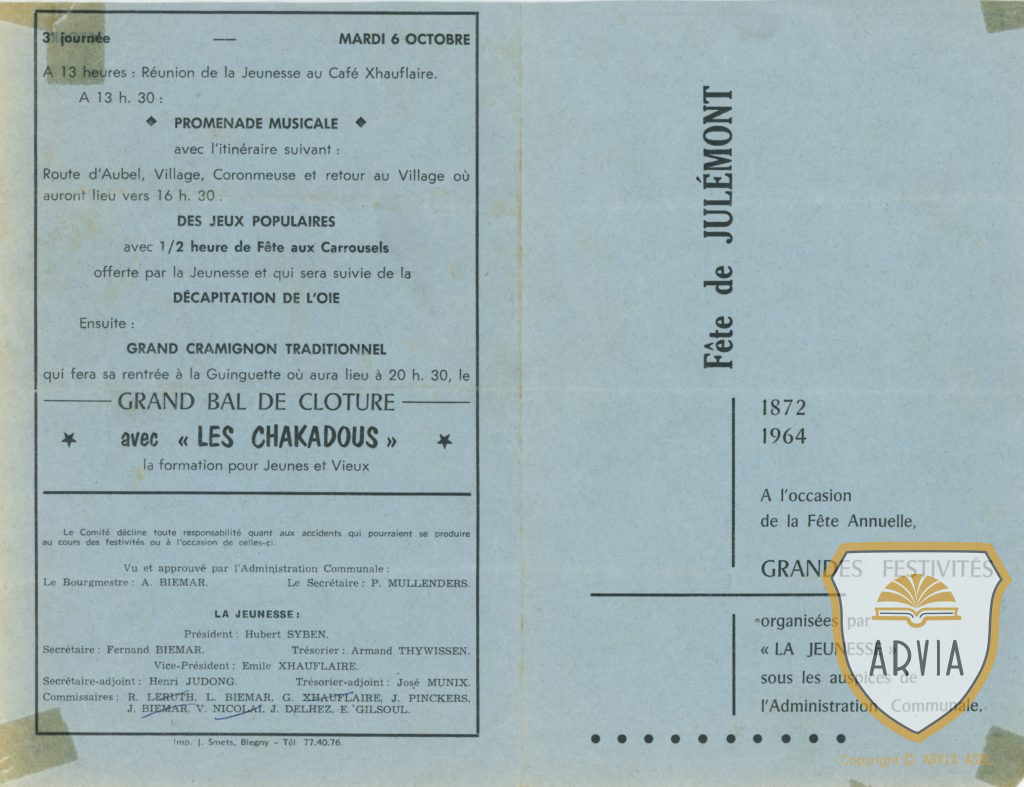 3e journée — MARDI 6 OCTOBRE
A 13 heures : Réunion de la Jeunesse au Café Xhauflaire.
A 13 h. 30 :
PROMENADE MUSICALE
avec l'itinéraire suivant :
Route d'Aubel, Village, Coronmeuse et retour au Village où
auront lieu vers 16 h. 30 :
DES JEUX POPULAIRES
avec 1/2 heure de Fête aux Carrousels
offerte par la Jeunesse et qui sera suivie de la
DÉCAPITATION DE L'OIE
Ensuite :
GRAND CRAMIGNON TRADITIONNEL
qui fera sa rentrée à la Guinguette où aura lieu à 20 h. 30, le
GRAND BAL DE CLOTURE
avec « LES CHAKADOUS »
la formation pour Jeunes et Vieux
Le Comité décline toute responsabilité quant aux accidents qui pourraient se produire
au cours des festivités ou à l'occasion de celles-ci.
Vu et approuvé par l'Administration Communale :
Le Bourgmestre : A. BIEMAR. Le Secrétaire : P. MULLENDERS.
LA JEUNESSE :
Président : Hubert SYBEN.
Secrétaire : Fernand BIEMAR. Trésorier : Armand THYWISSEN.
Vice-Président : Emile XHAUFLAIRE.
Secrétaire-adjoint : Henri JUDONG. Trésorier-adjoint : José MUNIX.
Commissaires : R. LERUTH, L. BIEMAR, G. XHAUFLAIRE, J. PINCKERS,
J. BIEMAR, V. NICOLAI, J. DELHEZ, E. GILSOUL.
Imp. J. Smets, Blegny - Tél. 77.40.76.
Fête de JULÉMONT
1872
1964
A l'occasion
de la Fête Annuelle,
GRANDES FESTIVITÉS
organisées par
« LA JEUNESSE »
sous les auspices de
l'Administration Communale.
ARVIA
Copyright © ARVIA ASBL